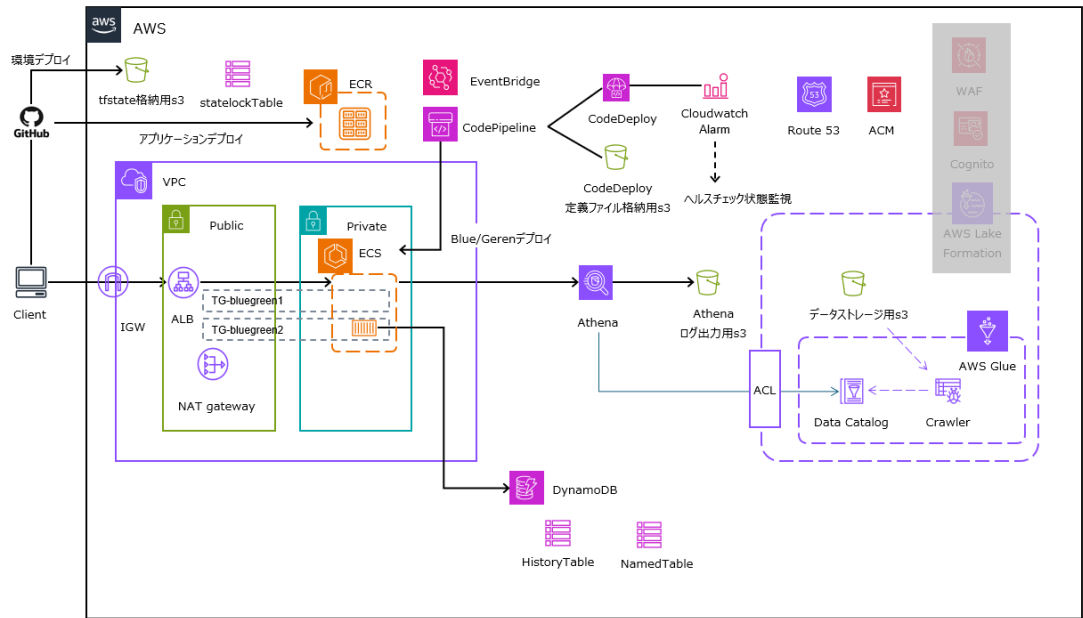 aws
AWS
環境デプロイ
tfstate格納用s3
statelockTable
ECR
EventBridge
CodePipeline
CodeDeploy
Cloudwatch
Alarm
53
Route 53
ACM
WAF
Cognito
AWS Lake
Formation
GitHub
アプリケーションデプロイ
CodeDeploy
定義ファイル格納用s3
ヘルスチェック状態監視
VPC
Public
Private
ECS
Blue/Gerenデプロイ
Client
IGW
ALB
TG-bluegreen1
TG-bluegreen2
NAT gateway
Athena
Athena
ログ出力用s3
データストレージ用s3
AWS Glue
ACL
Data Catalog
Crawler
DynamoDB
HistoryTable
NamedTable